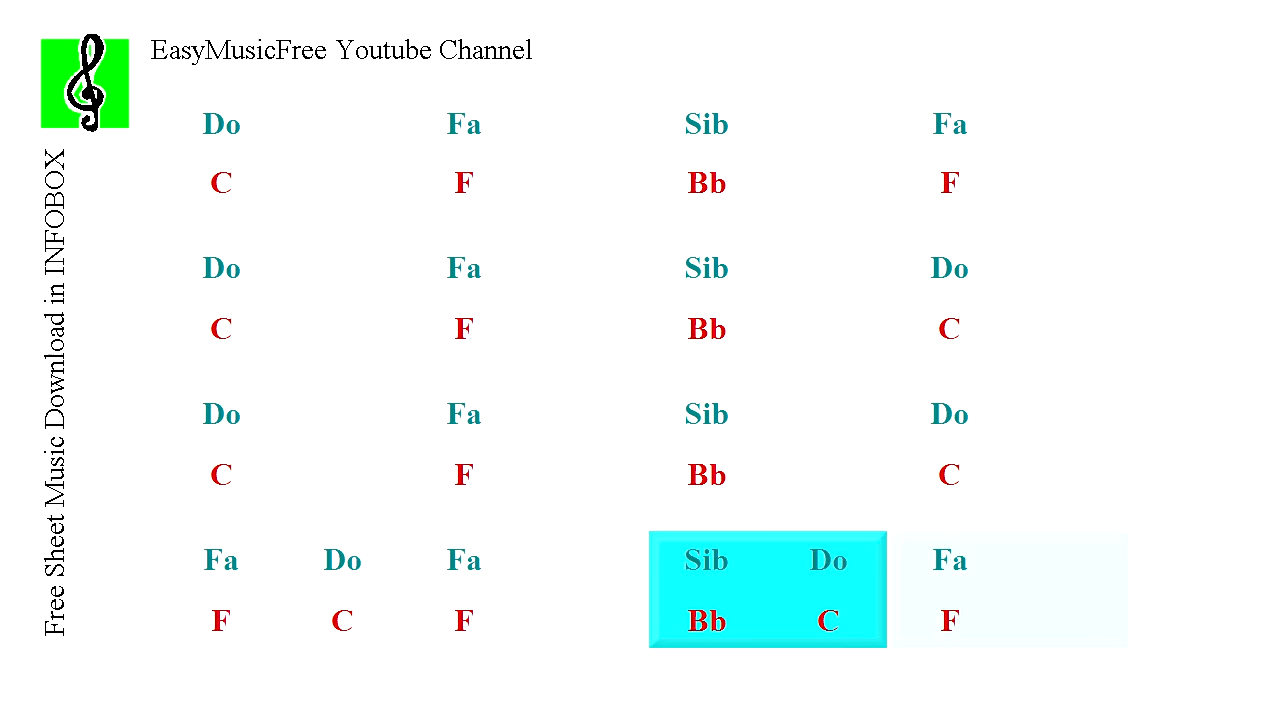 EasyMusicFree Youtube Channel
Free Sheet Music Download in INFOBOX
Do Fa Sib Fa
C F Bb F
Do Fa Sib Do
C F Bb C
Do Fa Sib Do
C F Bb C
Fa Do Fa Sib Do Fa
F C F Bb C F